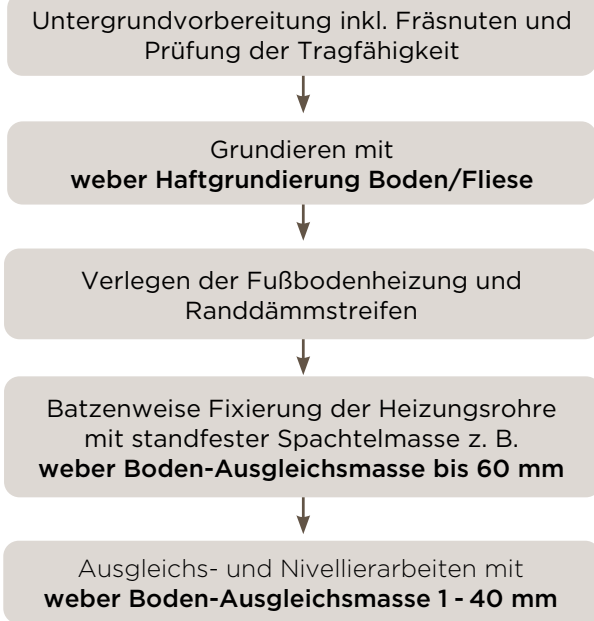 Untergrundvorbereitung inkl. Fräsnuten und
Prüfung der Tragfähigkeit
Grundieren mit
weber Haftgrundierung Boden/Fliese
Verlegen der Fußbodenheizung und
Randdämmstreifen
Batzenweise Fixierung der Heizungsrohre
mit standfester Spachtelmasse z. B.
weber Boden-Ausgleichsmasse bis 60 mm
Ausgleichs- und Nivellierarbeiten mit
weber Boden-Ausgleichsmasse 1 - 40 mm